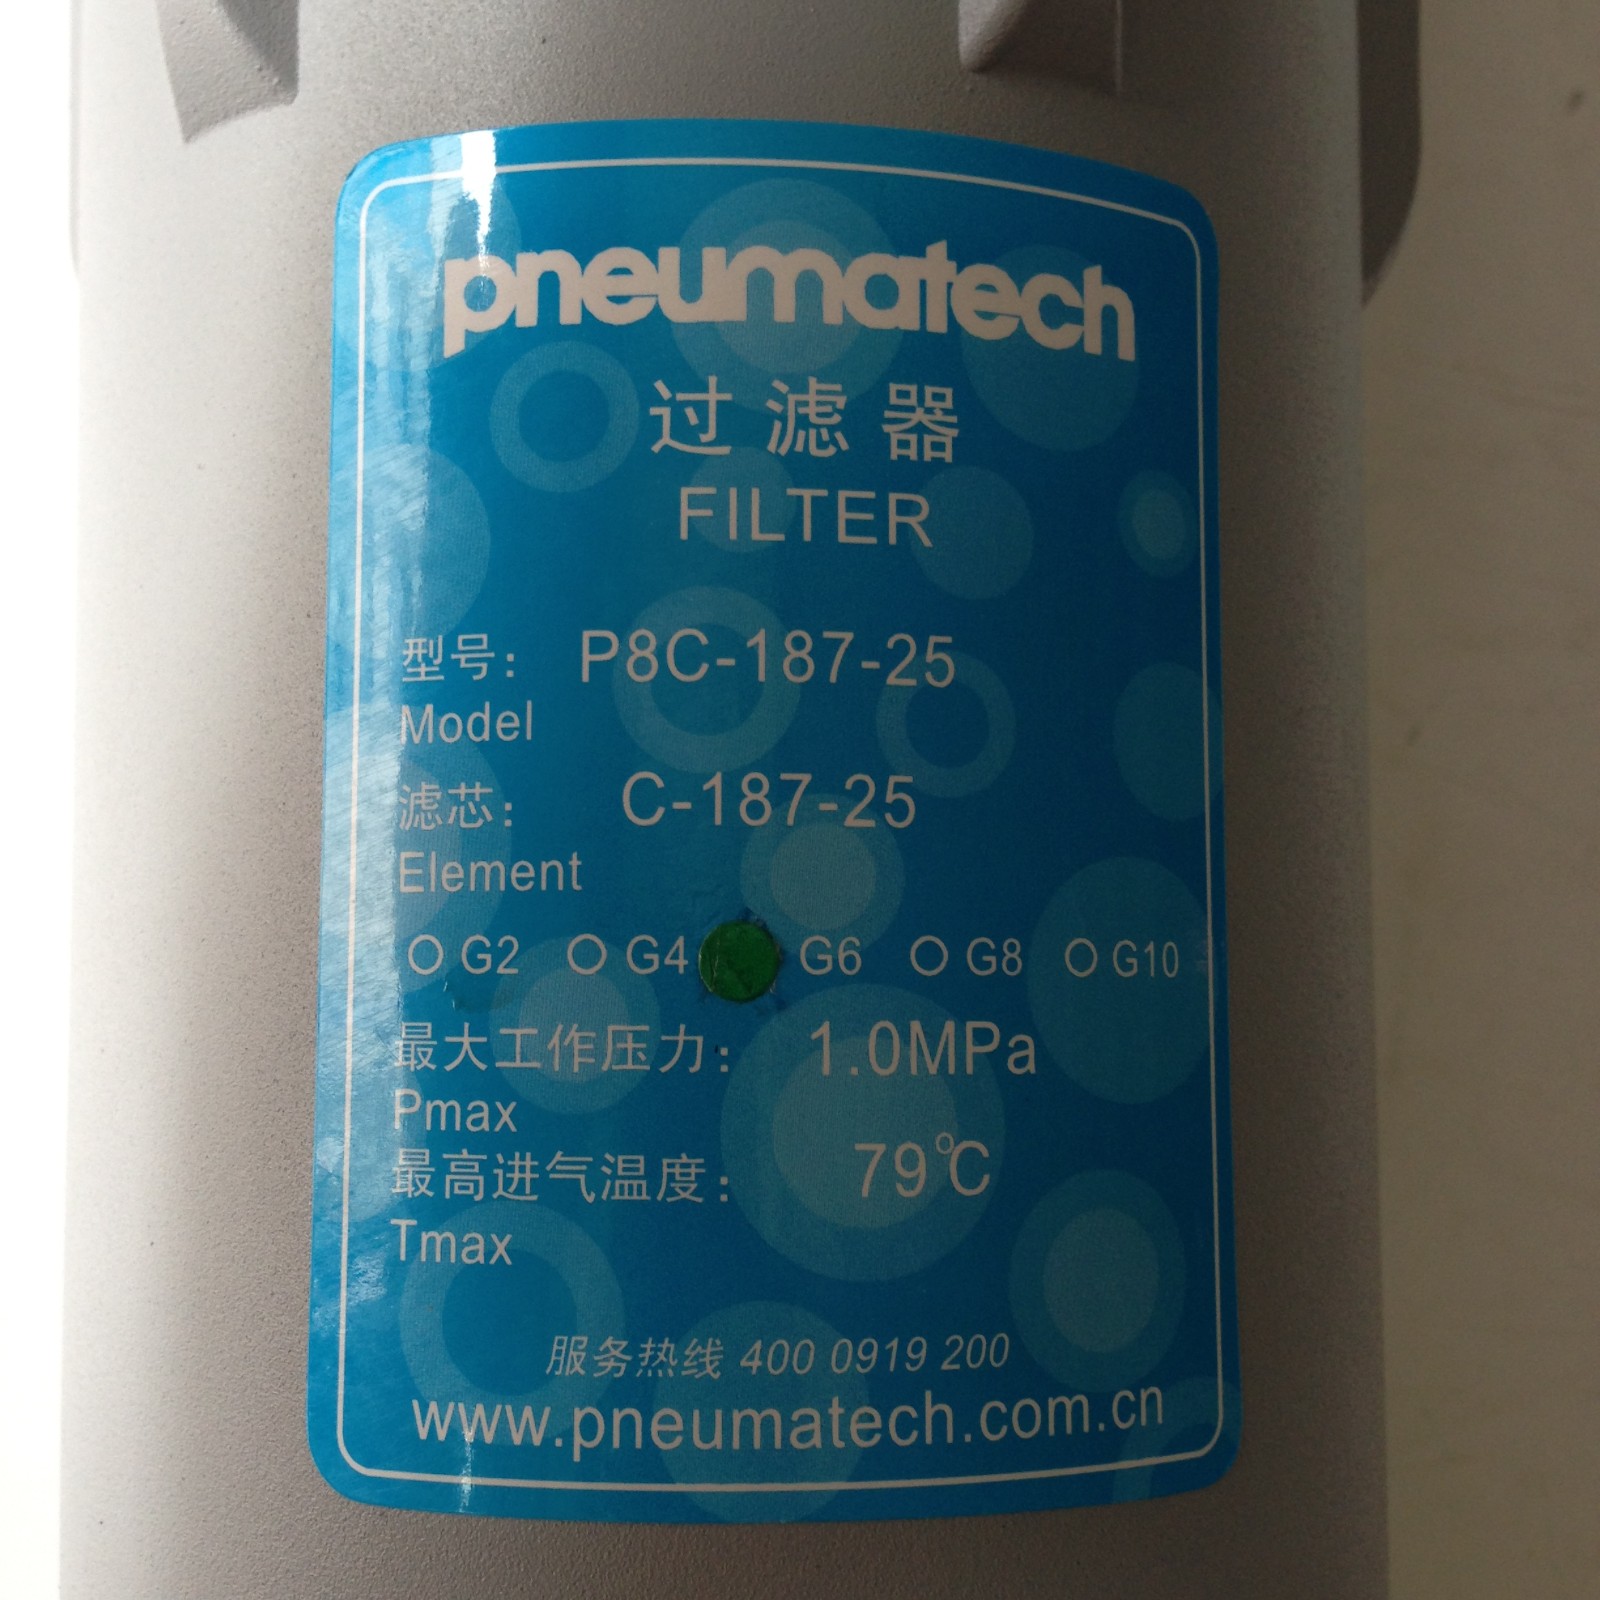 pneumatech
过滤器
FILTER
型号: P8C-187-25
Model
滤芯: C-187-25
Element
G2 G4 G6 G8 G10
最大工作压力: 1.0MPa
Pmax
最高进气温度: 79℃
Tmax
服务热线 400 0919 200
www.pneumatech.com.cn